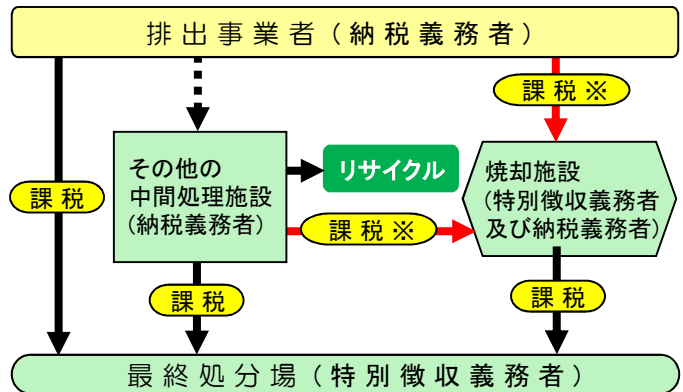 排出事業者(納税義務者)
課税※
その他の
中間処理施設
(納税義務者)
リサイクル
焼却施設
(特別徴収義務者
及び納税義務者)
課税
課税※
課税
課税
最終処分場(特別徴収義務者)